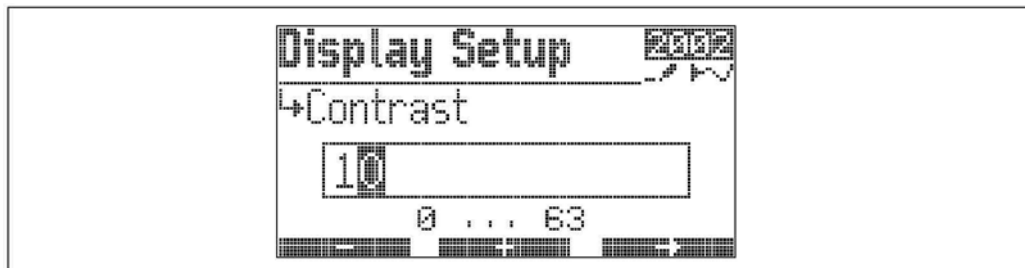 Display Setup 2002
↳Contrast
10
0 ... 63
- + →